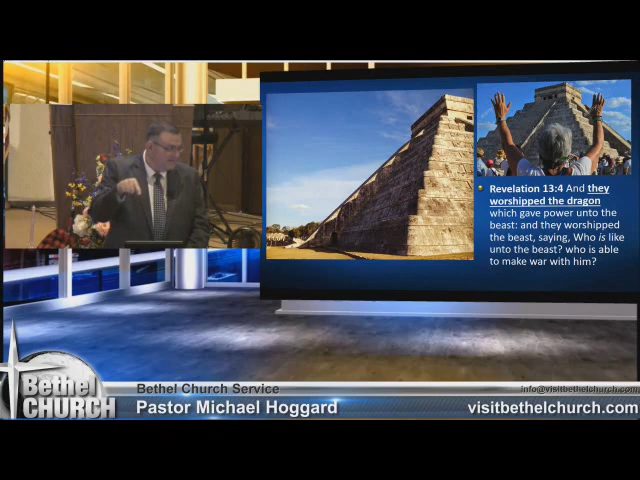 Revelation 13:4 And they
worshipped the dragon
which gave power unto the
beast: and they worshipped
the beast, saying, Who is like
unto the beast? who is able
to make war with him?
Bethel
CHURCH
Bethel Church Service
info@visitbethelchurch.com
Pastor Michael Hoggard
visitbethelchurch.com